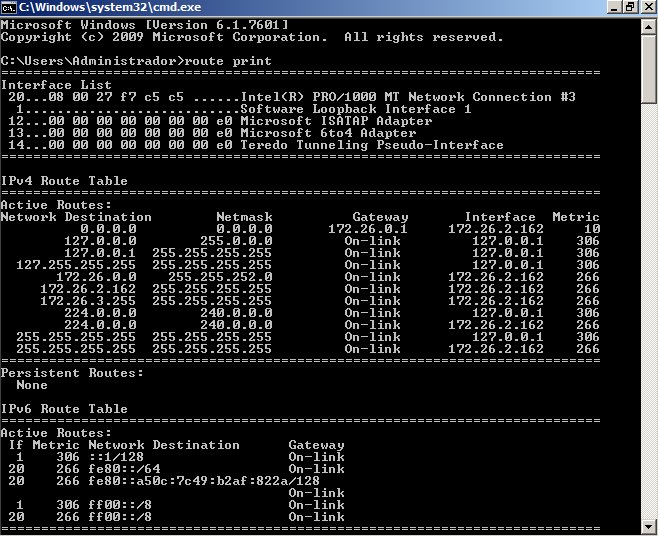 C:\Windows\system32\cmd.exe
Microsoft Windows [Version 6.1.7601]
Copyright (c) 2009 Microsoft Corporation.  All rights reserved.
C:\Users\Administrador>route print
===========================================================================
Interface List
 20...08 00 27 f7 c5 c5 ......Intel(R) PRO/1000 MT Network Connection #3
  1...........................Software Loopback Interface 1
 12...00 00 00 00 00 00 00 e0 Microsoft ISATAP Adapter
 13...00 00 00 00 00 00 00 e0 Microsoft 6to4 Adapter
 14...00 00 00 00 00 00 00 e0 Teredo Tunneling Pseudo-Interface
===========================================================================
IPv4 Route Table
===========================================================================
Active Routes:
Network Destination        Netmask          Gateway       Interface  Metric
          0.0.0.0          0.0.0.0       172.26.0.1     172.26.2.162     10
        127.0.0.0        255.0.0.0         On-link         127.0.0.1    306
        127.0.0.1  255.255.255.255         On-link         127.0.0.1    306
  127.255.255.255  255.255.255.255         On-link         127.0.0.1    306
       172.26.0.0    255.255.252.0         On-link      172.26.2.162    266
     172.26.2.162  255.255.255.255         On-link      172.26.2.162    266
     172.26.3.255  255.255.255.255         On-link      172.26.2.162    266
        224.0.0.0        240.0.0.0         On-link         127.0.0.1    306
        224.0.0.0        240.0.0.0         On-link      172.26.2.162    266
  255.255.255.255  255.255.255.255         On-link         127.0.0.1    306
  255.255.255.255  255.255.255.255         On-link      172.26.2.162    266
===========================================================================
Persistent Routes:
  None
IPv6 Route Table
===========================================================================
Active Routes:
 If Metric Network Destination      Gateway
  1    306 ::1/128                  On-link
 20    266 fe80::/64                On-link
 20    266 fe80::a50c:7c49:b2af:822a/128
                                    On-link
  1    306 ff00::/8                 On-link
 20    266 ff00::/8                 On-link
===========================================================================